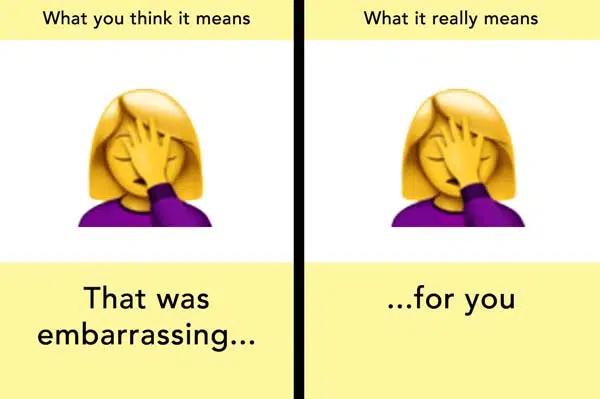 What you think it means
That was
embarrassing...
What it really means
...for you